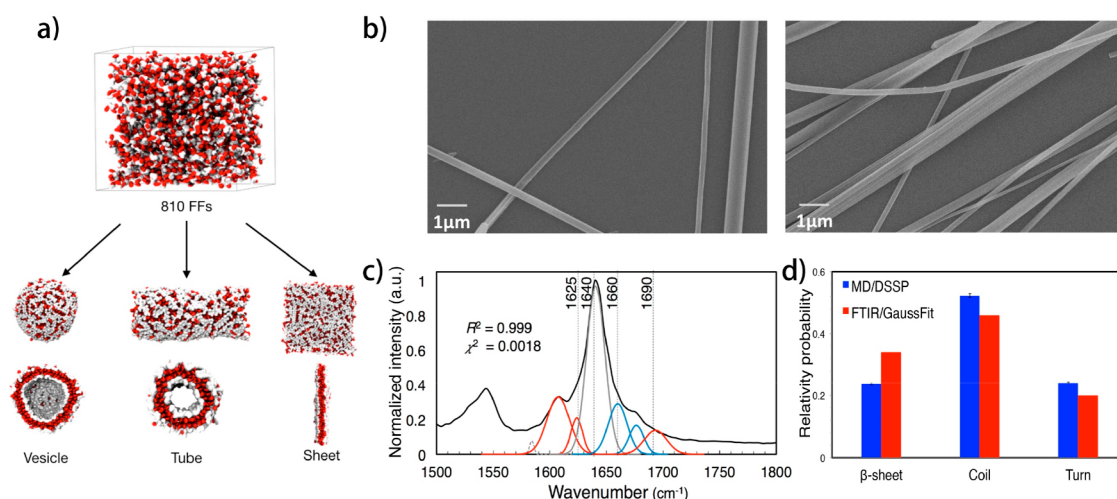 a)
810 FFs
Vesicle
Tube
Sheet
b)
1μm
1μm
c)
Normalized intensity (a.u.)
1
0.8
0.6
0.4
0.2
0
R² = 0.999
χ² = 0.0018
1625
1640
1660
1690
1500
1550
1600
1650
1700
1750
1800
Wavenumber (cm⁻¹)
d)
Relativity probability
0.6
0.4
0.2
0.0
MD/DSSP
FTIR/GaussFit
β-sheet
Coil
Turn